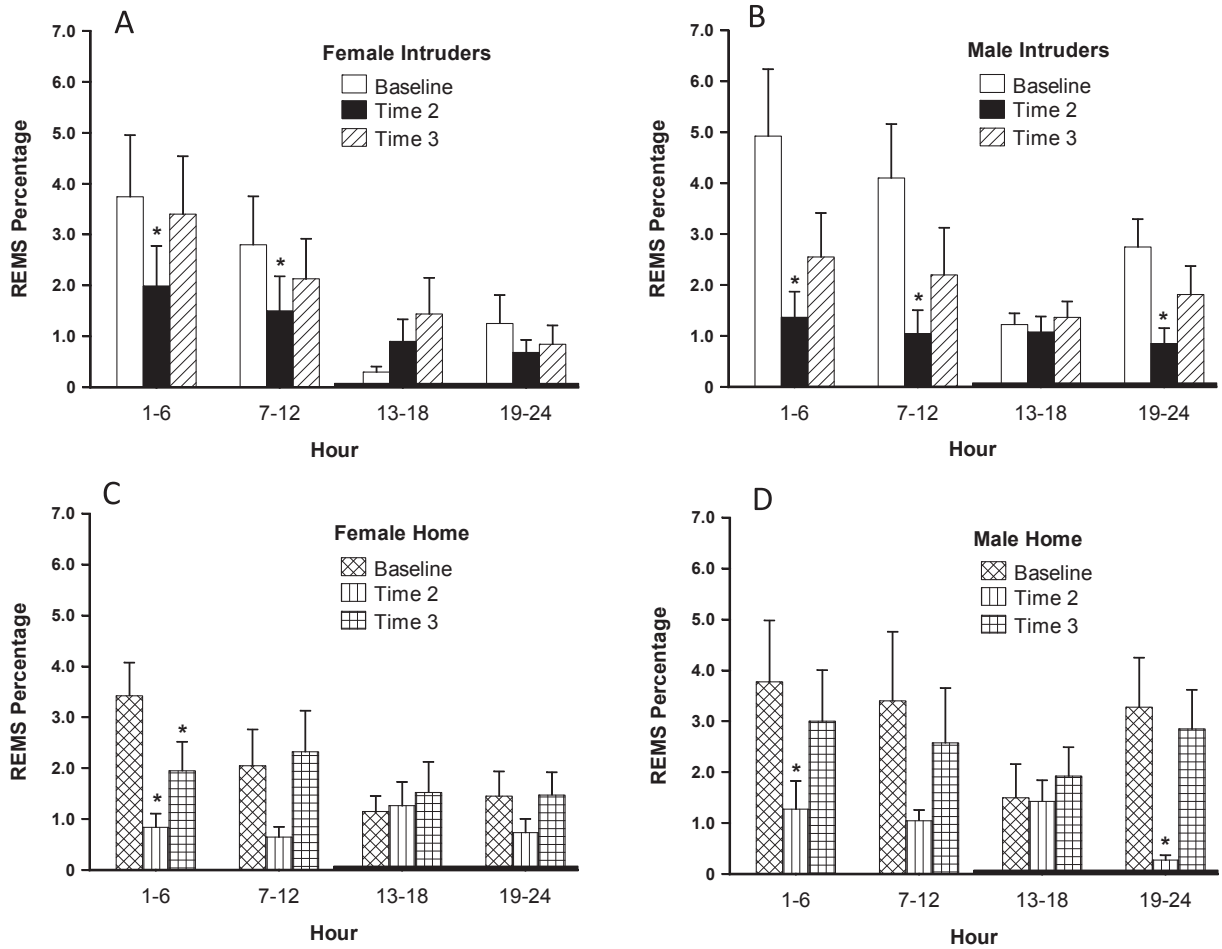 A
Female Intruders
Baseline
Time 2
Time 3
REMS Percentage
7.0
6.0
5.0
4.0
3.0
2.0
1.0
0
*
*
1-6 7-12 13-18 19-24
Hour
B
Male Intruders
Baseline
Time 2
Time 3
REMS Percentage
7.0
6.0
5.0
4.0
3.0
2.0
1.0
0
*
*
*
1-6 7-12 13-18 19-24
Hour
C
Female Home
Baseline
Time 2
Time 3
REMS Percentage
7.0
6.0
5.0
4.0
3.0
2.0
1.0
0
*
*
1-6 7-12 13-18 19-24
Hour
D
Male Home
Baseline
Time 2
Time 3
REMS Percentage
7.0
6.0
5.0
4.0
3.0
2.0
1.0
0
*
*
1-6 7-12 13-18 19-24
Hour